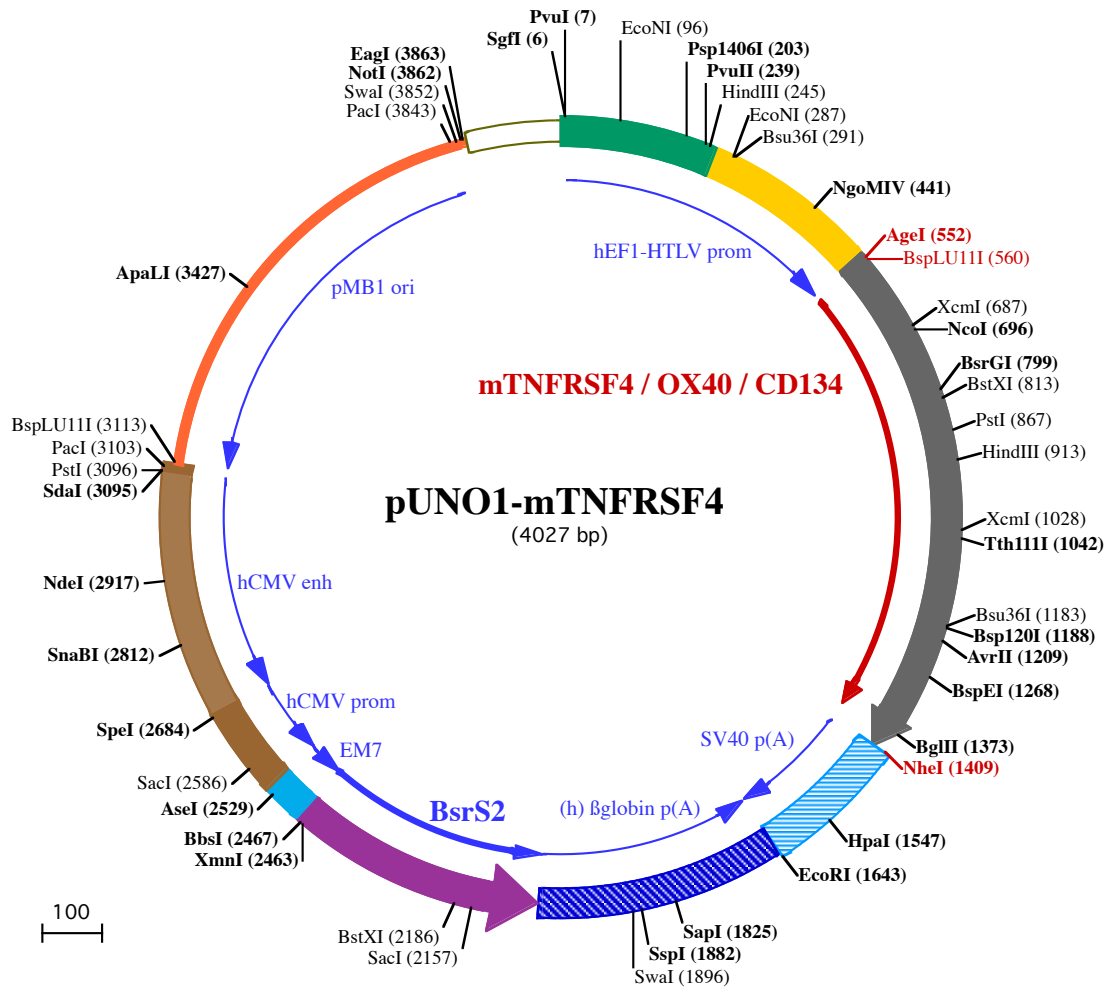 PvuI (7)
SgfI (6)
EcoNI (96)
Psp1406I (203)
PvuII (239)
HindIII (245)
EcoNI (287)
Bsu36I (291)
NgoMIV (441)
AgeI (552)
BspLU11I (560)
XcmI (687)
NcoI (696)
BsrGI (799)
BstXI (813)
PstI (867)
HindIII (913)
XcmI (1028)
Tth111I (1042)
Bsu36I (1183)
Bsp120I (1188)
AvrII (1209)
BspEI (1268)
BglII (1373)
NheI (1409)
HpaI (1547)
EcoRI (1643)
SapI (1825)
SspI (1882)
SwaI (1896)
SacI (2157)
BstXI (2186)
XmnI (2463)
BbsI (2467)
AseI (2529)
SacI (2586)
SpeI (2684)
SnaBI (2812)
NdeI (2917)
SdaI (3095)
PstI (3096)
PacI (3103)
BspLU11I (3113)
ApaLI (3427)
PacI (3843)
SwaI (3852)
NotI (3862)
EagI (3863)
hEF1-HTLV prom
pMB1 ori
mTNFRSF4 / OX40 / CD134
pUNO1-mTNFRSF4
(4027 bp)
hCMV enh
hCMV prom
EM7
BsrS2
(h) ßglobin p(A)
SV40 p(A)
100